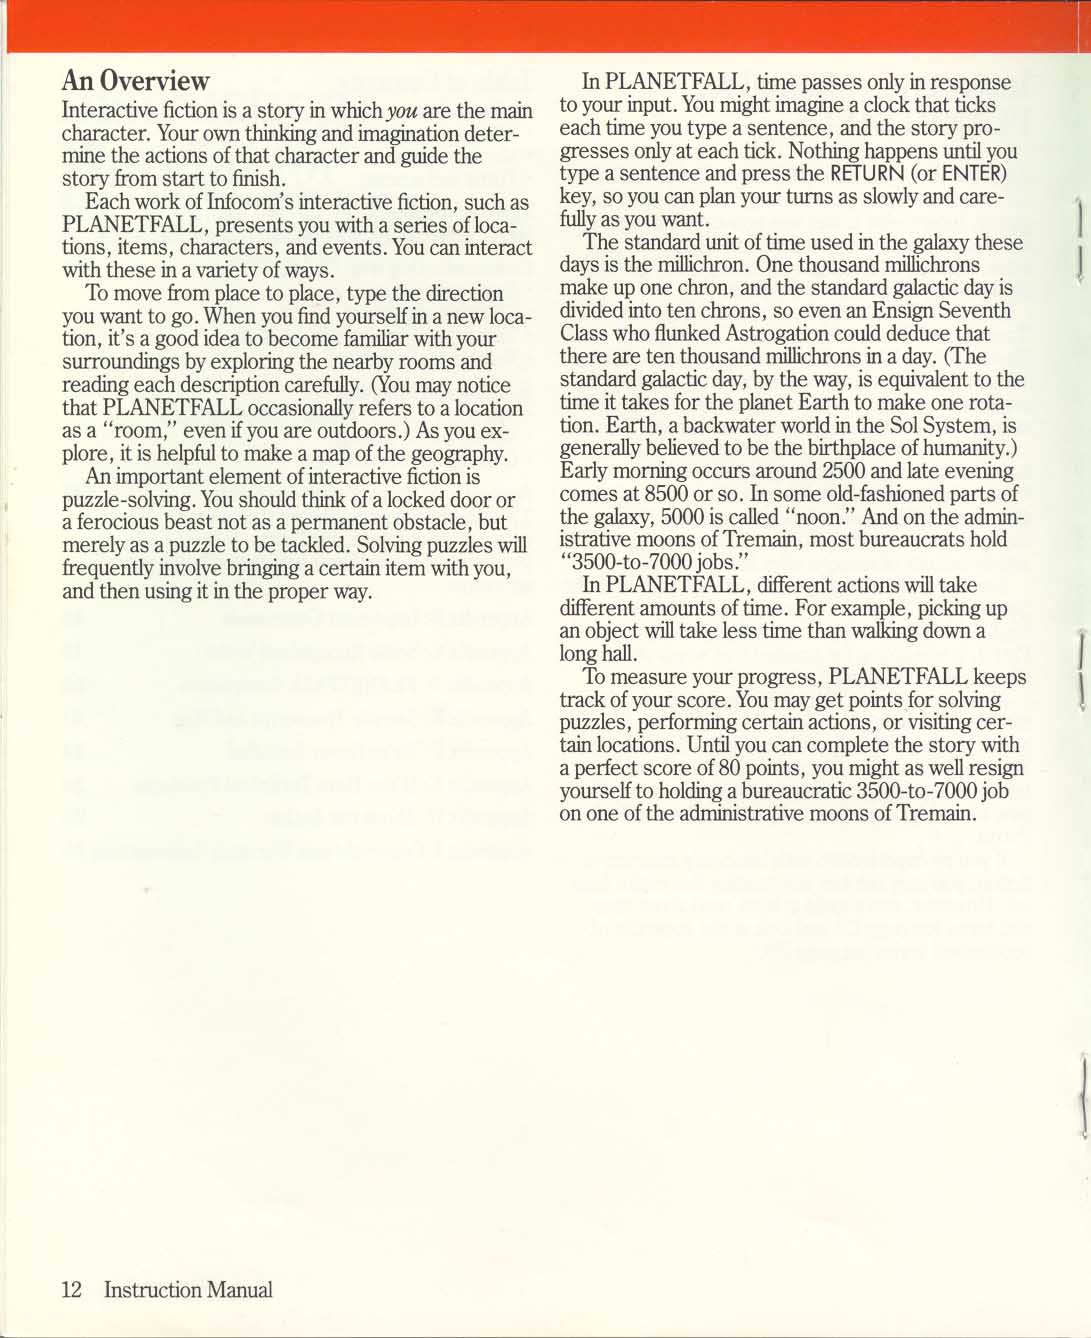 An Overview
Interactive fiction is a story in which you are the main
character. Your own thinking and imagination deter-
mine the actions of that character and guide the
story from start to finish.
Each work of Infocom's interactive fiction, such as
PLANETFALL, presents you with a series of loca-
tions, items, characters, and events. You can interact
with these in a variety of ways.
To move from place to place, type the direction
you want to go. When you find yourself in a new loca-
tion, it's a good idea to become familiar with your
surroundings by exploring the nearby rooms and
reading each description carefully. (You may notice
that PLANETFALL occasionally refers to a location
as a "room," even if you are outdoors.) As you ex-
plore, it is helpful to make a map of the geography.
An important element of interactive fiction is
puzzle-solving. You should think of a locked door or
a ferocious beast not as a permanent obstacle, but
merely as a puzzle to be tackled. Solving puzzles will
frequently involve bringing a certain item with you,
and then using it in the proper way.
In PLANETFALL, time passes only in response
to your input. You might imagine a clock that ticks
each time you type a sentence, and the story pro-
gresses only at each tick. Nothing happens until you
type a sentence and press the RETURN (or ENTER)
key, so you can plan your turns as slowly and care-
fully as you want.
The standard unit of time used in the galaxy these
days is the millichron. One thousand millichrons
make up one chron, and the standard galactic day is
divided into ten chrons, so even an Ensign Seventh
Class who flunked Astrogation could deduce that
there are ten thousand millichrons in a day. (The
standard galactic day, by the way, is equivalent to the
time it takes for the planet Earth to make one rota-
tion. Earth, a backwater world in the Sol System, is
generally believed to be the birthplace of humanity.)
Early morning occurs around 2500 and late evening
comes at 8500 or so. In some old-fashioned parts of
the galaxy, 5000 is called "noon." And on the admin-
istrative moons of Tremain, most bureaucrats hold
"3500-to-7000 jobs."
In PLANETFALL, different actions will take
different amounts of time. For example, picking up
an object will take less time than walking down a
long hall.
To measure your progress, PLANETFALL keeps
track of your score. You may get points for solving
puzzles, performing certain actions, or visiting cer-
tain locations. Until you can complete the story with
a perfect score of 80 points, you might as well resign
yourself to holding a bureaucratic 3500-to-7000 job
on one of the administrative moons of Tremain.
12 Instruction Manual